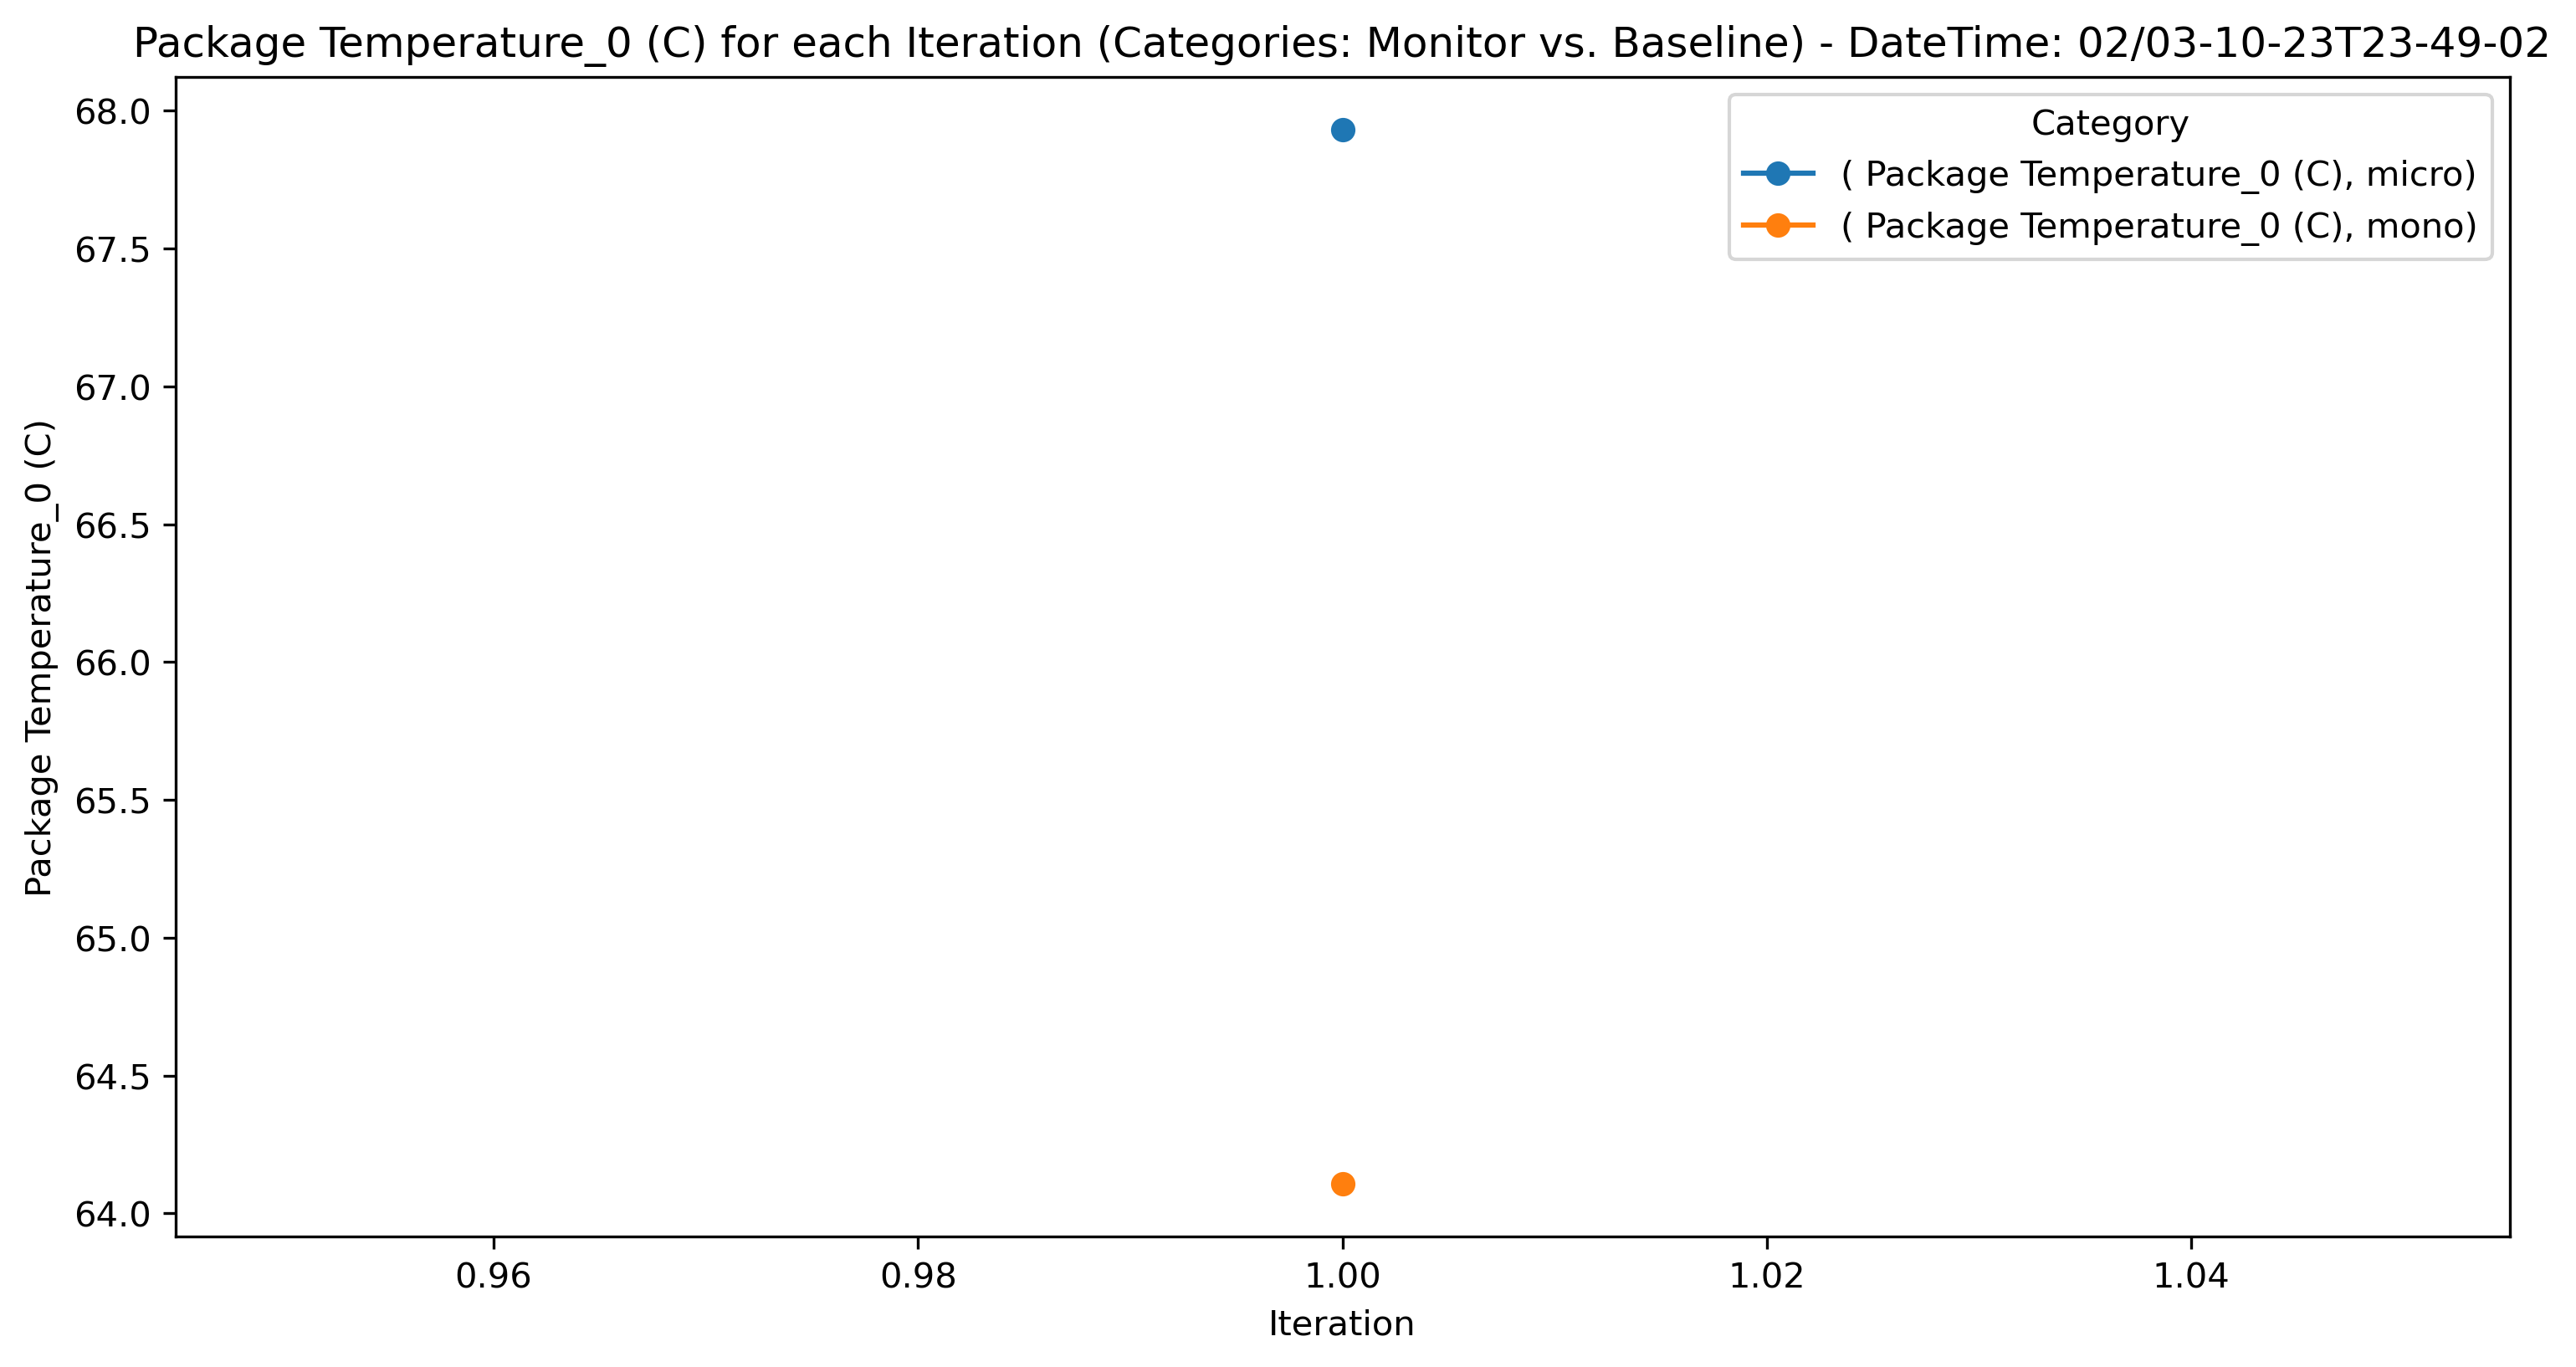 Package Temperature_0 (C) for each Iteration (Categories: Monitor vs. Baseline) - DateTime: 02/03-10-23T23-49-02
Category
( Package Temperature_0 (C), micro)
( Package Temperature_0 (C), mono)
Package Temperature_0 (C)
68.0
67.5
67.0
66.5
66.0
65.5
65.0
64.5
64.0
0.96 0.98 1.00 1.02 1.04
Iteration